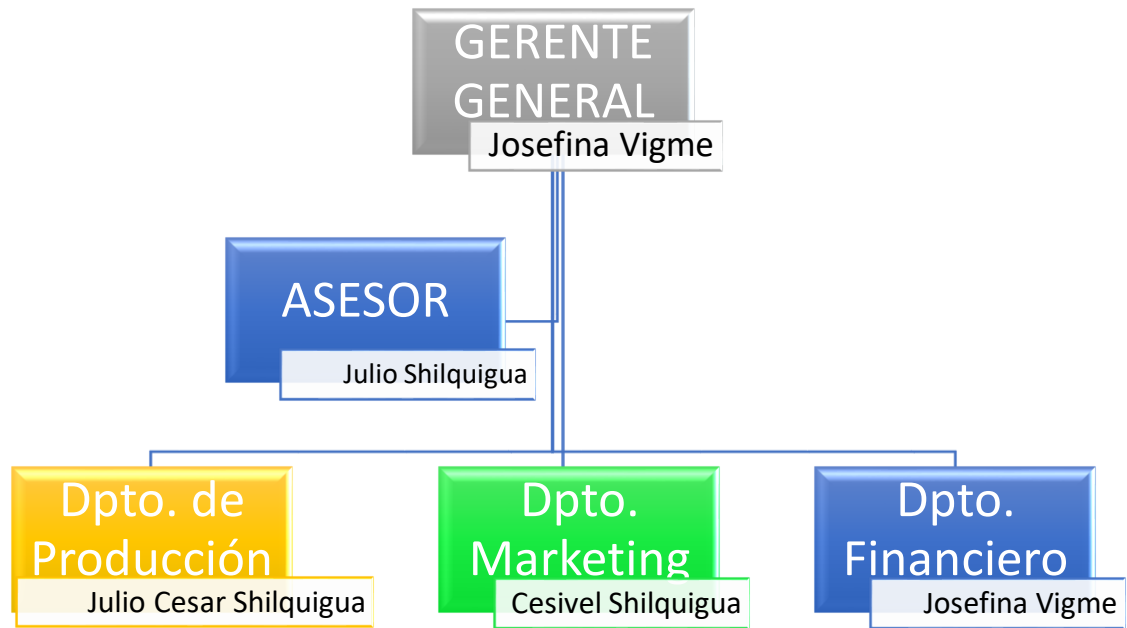 GERENTE
GENERAL
Josefina Vigme
ASESOR
Julio Shilquigua
Dpto. de
Producción
Julio Cesar Shilquigua
Dpto.
Marketing
Cesivel Shilquigua
Dpto.
Financiero
Josefina Vigme